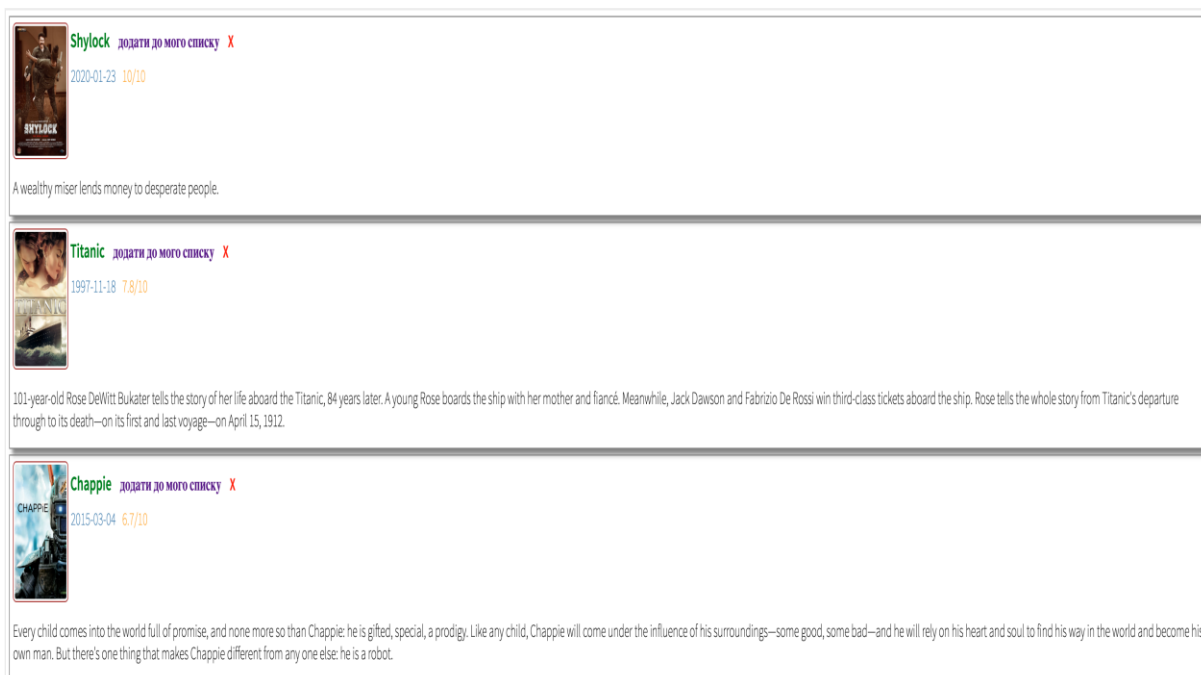 SHYLOCK
Shylock додати до мого списку X
2020-01-23 10/10
A wealthy miser lends money to desperate people.
TITANIC
Titanic додати до мого списку X
1997-11-18 7.8/10
101-year-old Rose DeWitt Bukater tells the story of her life aboard the Titanic, 84 years later. A young Rose boards the ship with her mother and fiancé. Meanwhile, Jack Dawson and Fabrizio De Rossi win third-class tickets aboard the ship. Rose tells the whole story from Titanic's departure
through to its death—on its first and last voyage—on April 15, 1912.
CHAPPiE
Chappie додати до мого списку X
2015-03-04 6.7/10
Every child comes into the world full of promise, and none more so than Chappie: he is gifted, special, a prodigy. Like any child, Chappie will come under the influence of his surroundings—some good, some bad—and he will rely on his heart and soul to find his way in the world and become his
own man. But there's one thing that makes Chappie different from any one else: he is a robot.